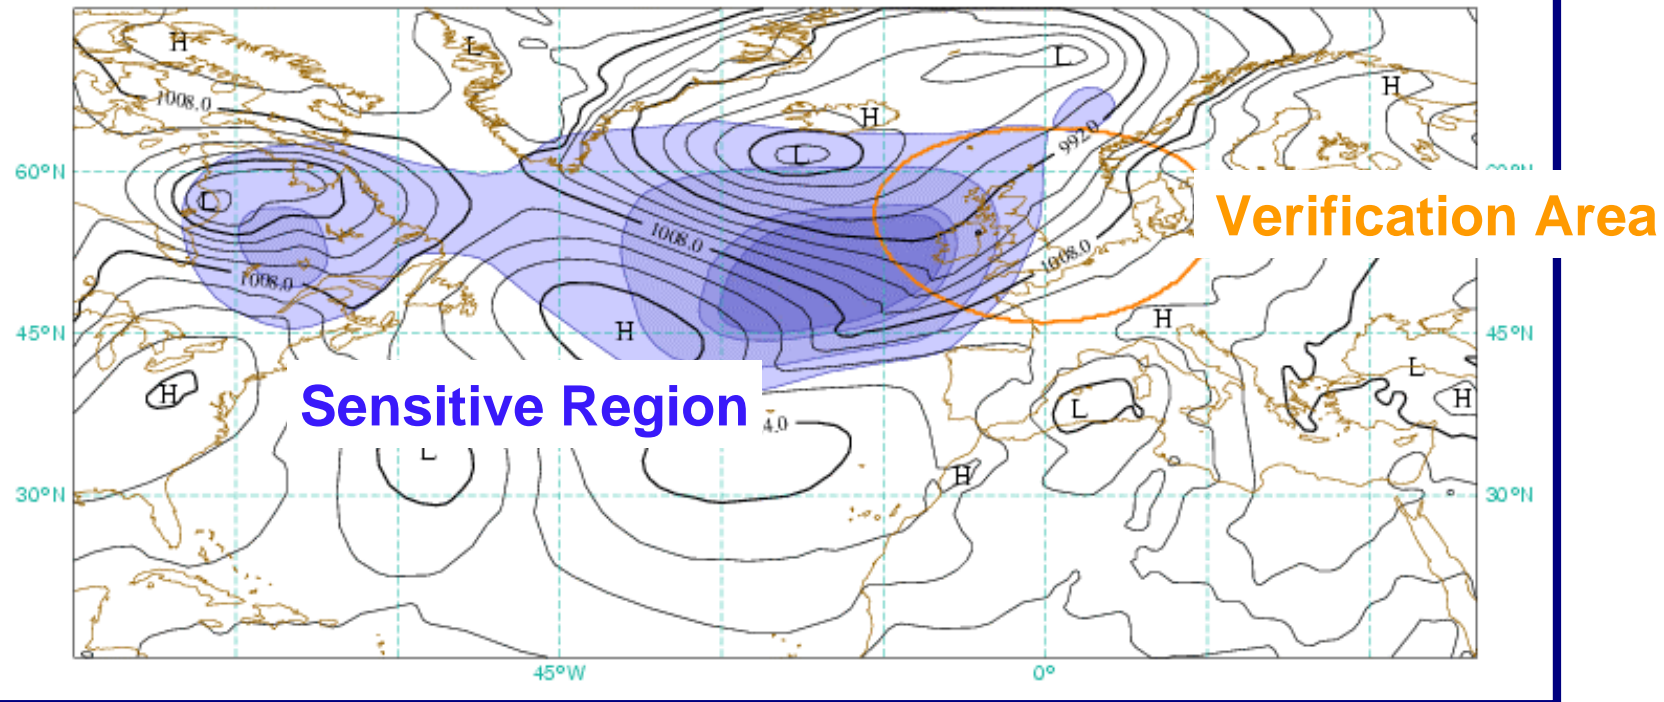 H
L
L
H
1008.0
H
992.0
L
60°N
L
Verification Area
1008.0
1008.0
1008.0
H
H
45°N
45°N
L
H
Sensitive Region
L
H
4.0
L
H
30°N
30°N
45°W
0°